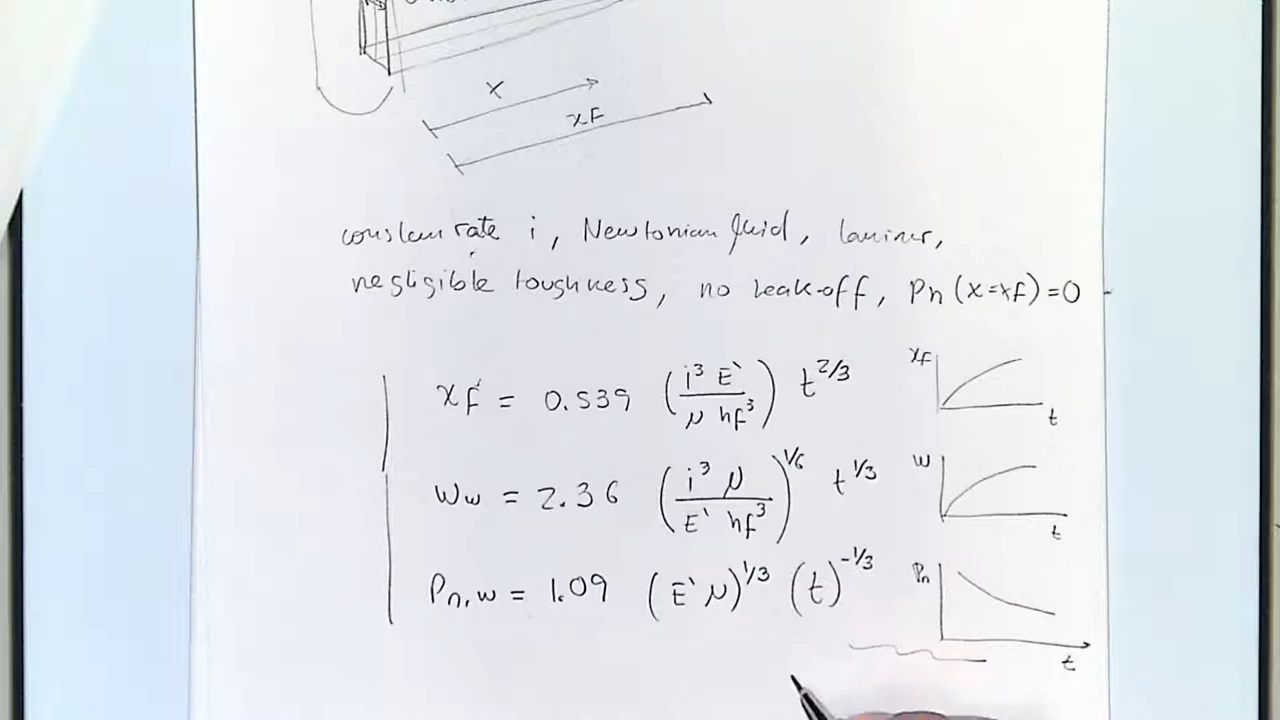 x
xf
constant rate i, Newtonian fluid, laminar,
negligible toughness, no leak-off, Pn (x=xf) = 0
xf = 0.539 (i³ E' / μ hf³) t^2/3
xf
t
Ww = 2.36 (i³ μ / E' hf³)^1/6 t^1/3
w
t
Pn,w = 1.09 (E' μ)^1/3 (t)^-1/3
Pn
t